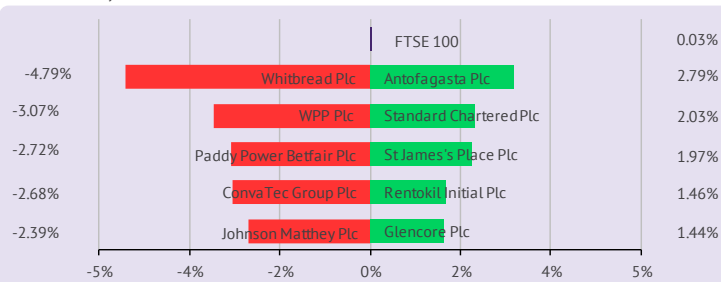 FTSE 100 0.03%
-4.79% Whitbread Plc Antofagasta Plc 2.79%
-3.07% WPP Plc Standard Chartered Plc 2.03%
-2.72% Paddy Power Betfair Plc St James's Place Plc 1.97%
-2.68% ConvaTec Group Plc Rentokil Initial Plc 1.46%
-2.39% Johnson Matthey Plc Glencore Plc 1.44%
-5% -4% -2% 0% 2% 4% 5%